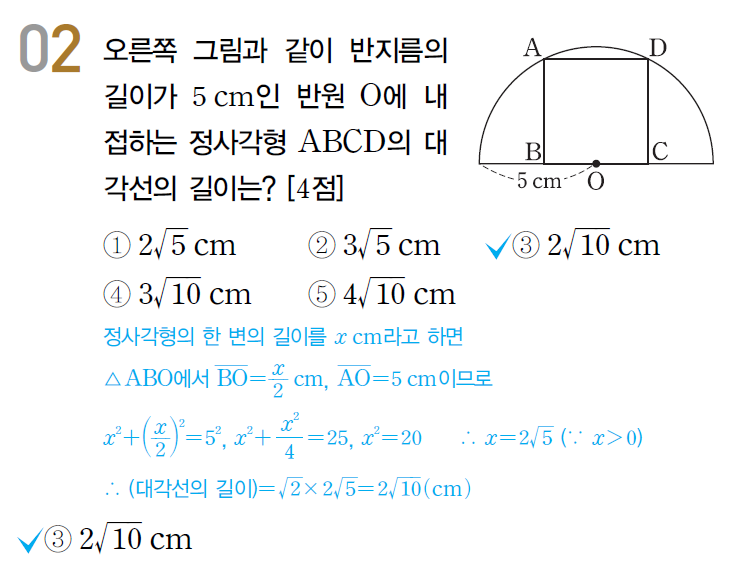 02
오른쪽 그림과 같이 반지름의
길이가 5 cm인 반원 O에 내
접하는 정사각형 ABCD의 대
각선의 길이는? [4점]
A D
B C
5 cm O
① 2√5 cm ② 3√5 cm ✓③ 2√10 cm
④ 3√10 cm ⑤ 4√10 cm
정사각형의 한 변의 길이를 x cm라고 하면
△ABO에서 B̅O̅=x/2 cm, A̅O̅=5 cm이므로
x²+(x/2)²=5², x²+x²/4=25, x²=20 ∴ x=2√5 (∵ x>0)
∴ (대각선의 길이)=√2×2√5=2√10(cm)
✓③ 2√10 cm